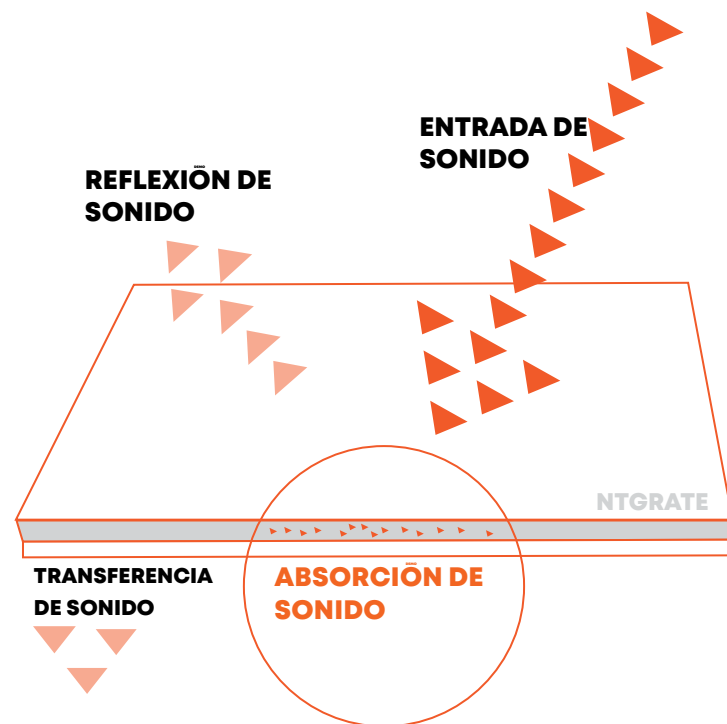 ENTRADA DE
SONIDO
REFLEXIŌN DE
SONIDO
NTGRATE
TRANSFERENCIA
DE SONIDO
ABSORCIŌN DE
SONIDO